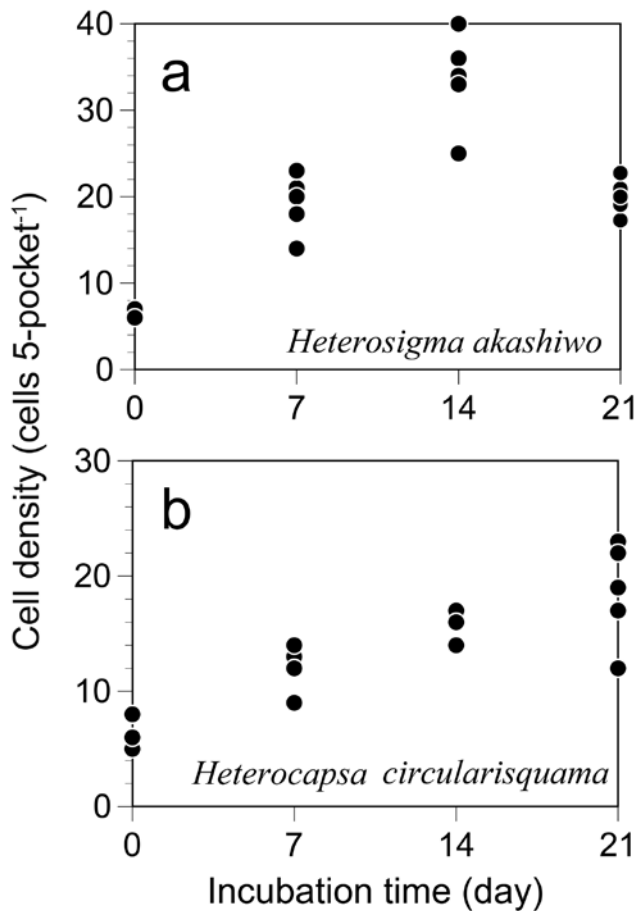 Cell density (cells 5-pocket⁻¹)
40
30
20
10
0
a
Heterosigma akashiwo
0 7 14 21
30
20
10
0
b
Heterocapsa circularisquama
0 7 14 21
Incubation time (day)